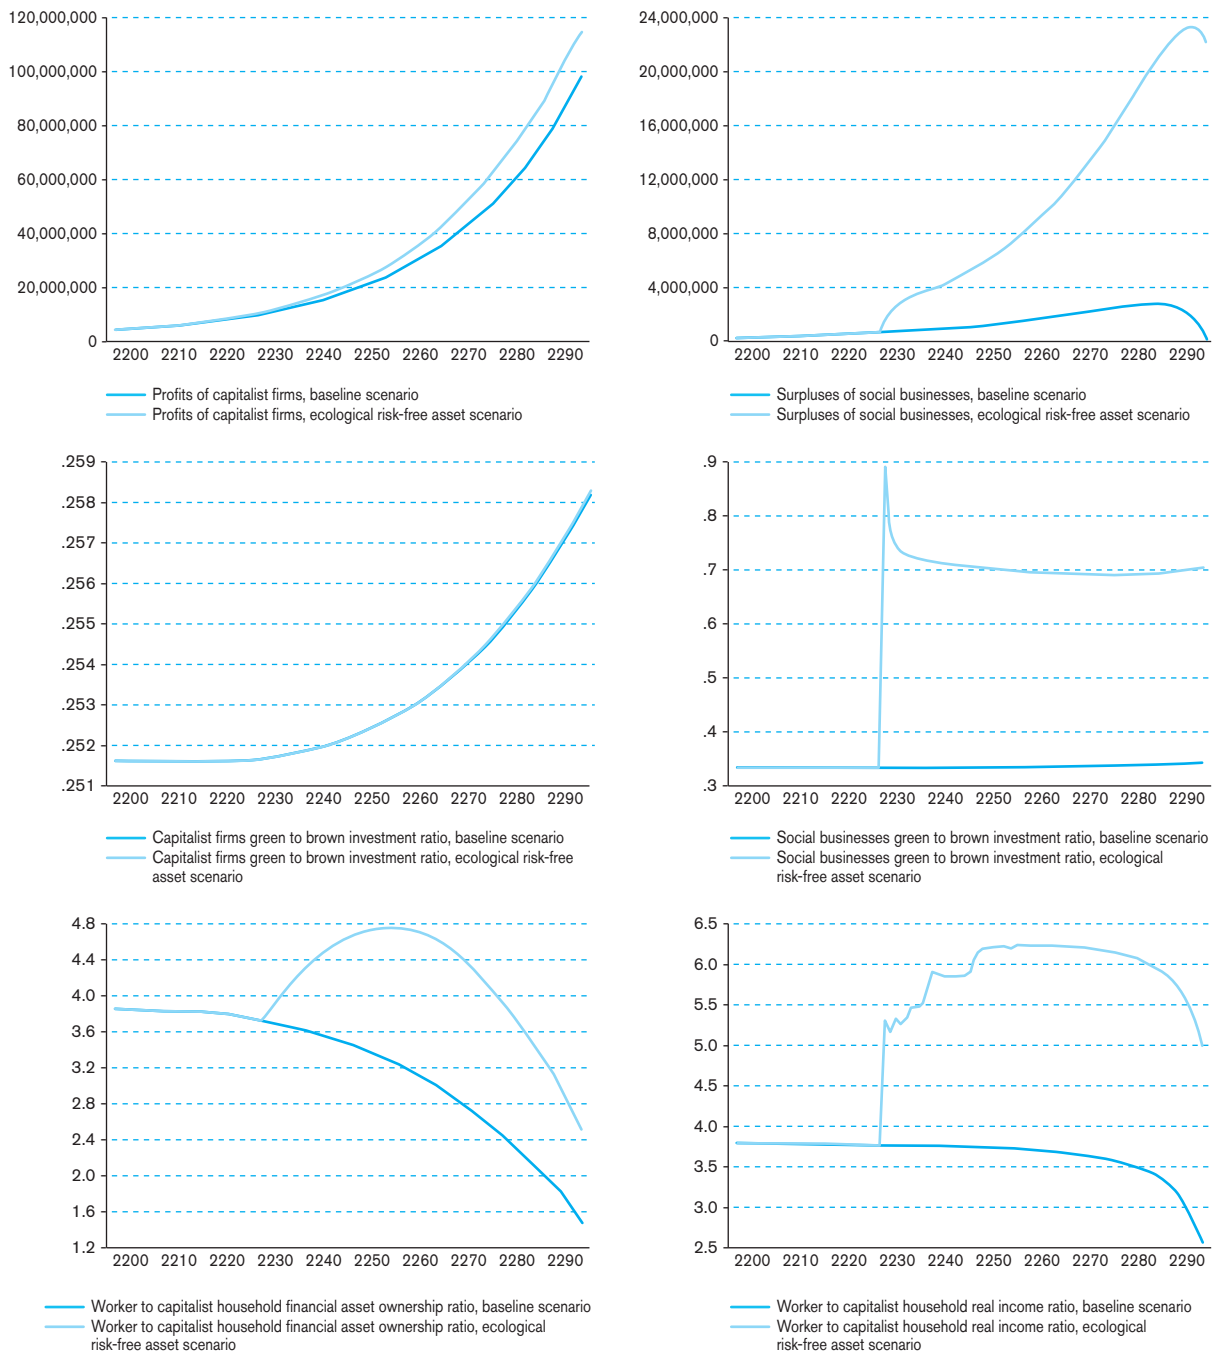 120,000,000
100,000,000
80,000,000
60,000,000
40,000,000
20,000,000
0
2200 2210 2220 2230 2240 2250 2260 2270 2280 2290
Profits of capitalist firms, baseline scenario
Profits of capitalist firms, ecological risk-free asset scenario
24,000,000
20,000,000
16,000,000
12,000,000
8,000,000
4,000,000
0
2200 2210 2220 2230 2240 2250 2260 2270 2280 2290
Surpluses of social businesses, baseline scenario
Surpluses of social businesses, ecological risk-free asset scenario
.259
.258
.257
.256
.255
.254
.253
.252
.251
2200 2210 2220 2230 2240 2250 2260 2270 2280 2290
Capitalist firms green to brown investment ratio, baseline scenario
Capitalist firms green to brown investment ratio, ecological risk-free
asset scenario
.9
.8
.7
.6
.5
.4
.3
2200 2210 2220 2230 2240 2250 2260 2270 2280 2290
Social businesses green to brown investment ratio, baseline scenario
Social businesses green to brown investment ratio, ecological
risk-free asset scenario
4.8
4.4
4.0
3.6
3.2
2.8
2.4
2.0
1.6
1.2
2200 2210 2220 2230 2240 2250 2260 2270 2280 2290
Worker to capitalist household financial asset ownership ratio, baseline scenario
Worker to capitalist household financial asset ownership ratio, ecological
risk-free asset scenario
6.5
6.0
5.5
5.0
4.5
4.0
3.5
3.0
2.5
2200 2210 2220 2230 2240 2250 2260 2270 2280 2290
Worker to capitalist household real income ratio, baseline scenario
Worker to capitalist household real income ratio, ecological
risk-free asset scenario